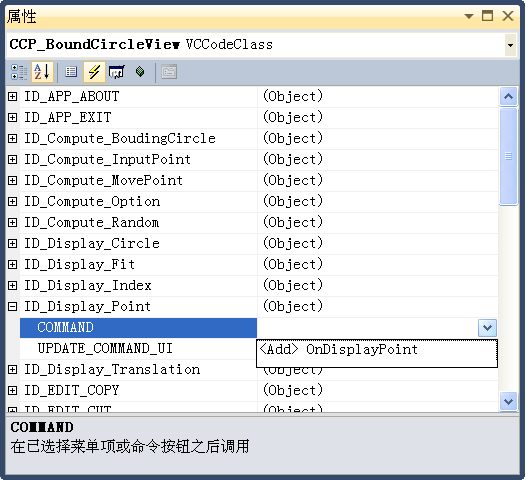 属性
CCP_BoundCircleView VCCodeClass
ID_APP_ABOUT (Object)
ID_APP_EXIT (Object)
ID_Compute_BoudingCircle (Object)
ID_Compute_InputPoint (Object)
ID_Compute_MovePoint (Object)
ID_Compute_Option (Object)
ID_Compute_Random (Object)
ID_Display_Circle (Object)
ID_Display_Fit (Object)
ID_Display_Index (Object)
ID_Display_Point (Object)
COMMAND
UPDATE_COMMAND_UI <Add> OnDisplayPoint
ID_Display_Translation (Object)
ID_EDIT_COPY (Object)
ID_EDIT_CUT (Object)
COMMAND
在已选择菜单项或命令按钮之后调用